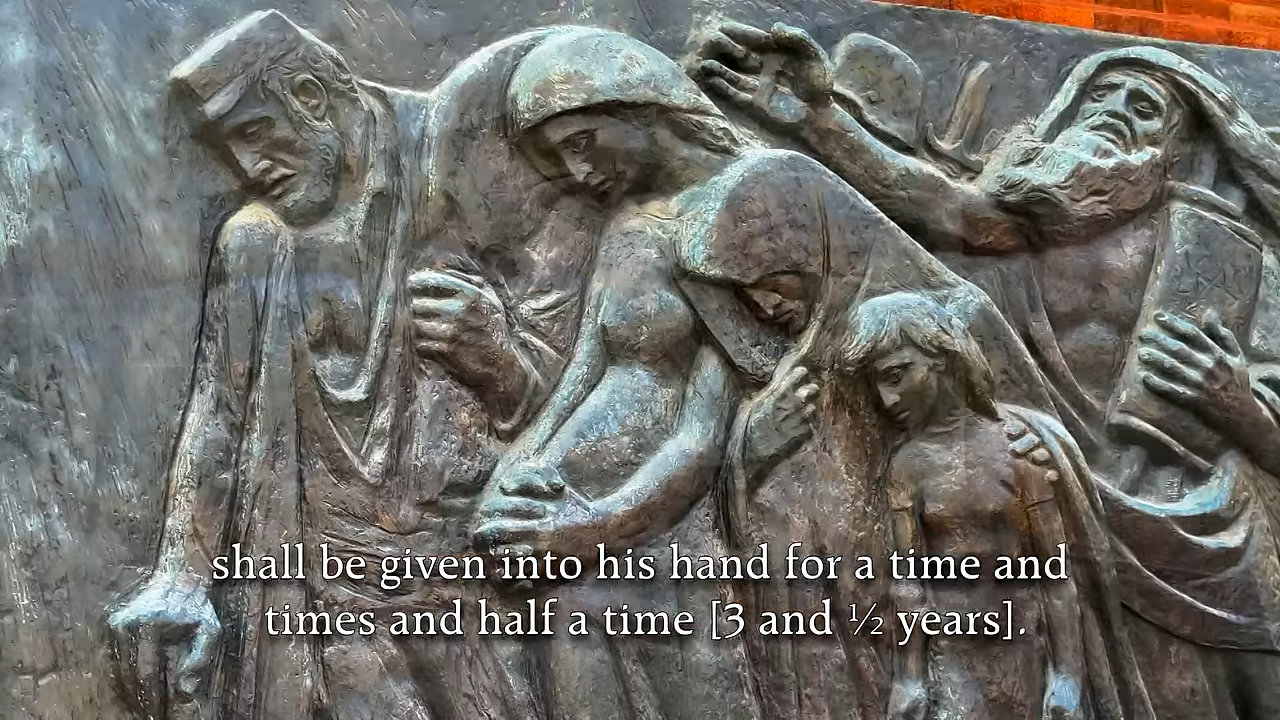 shall be given into his hand for a time and
times and half a time [3 and ½ years].